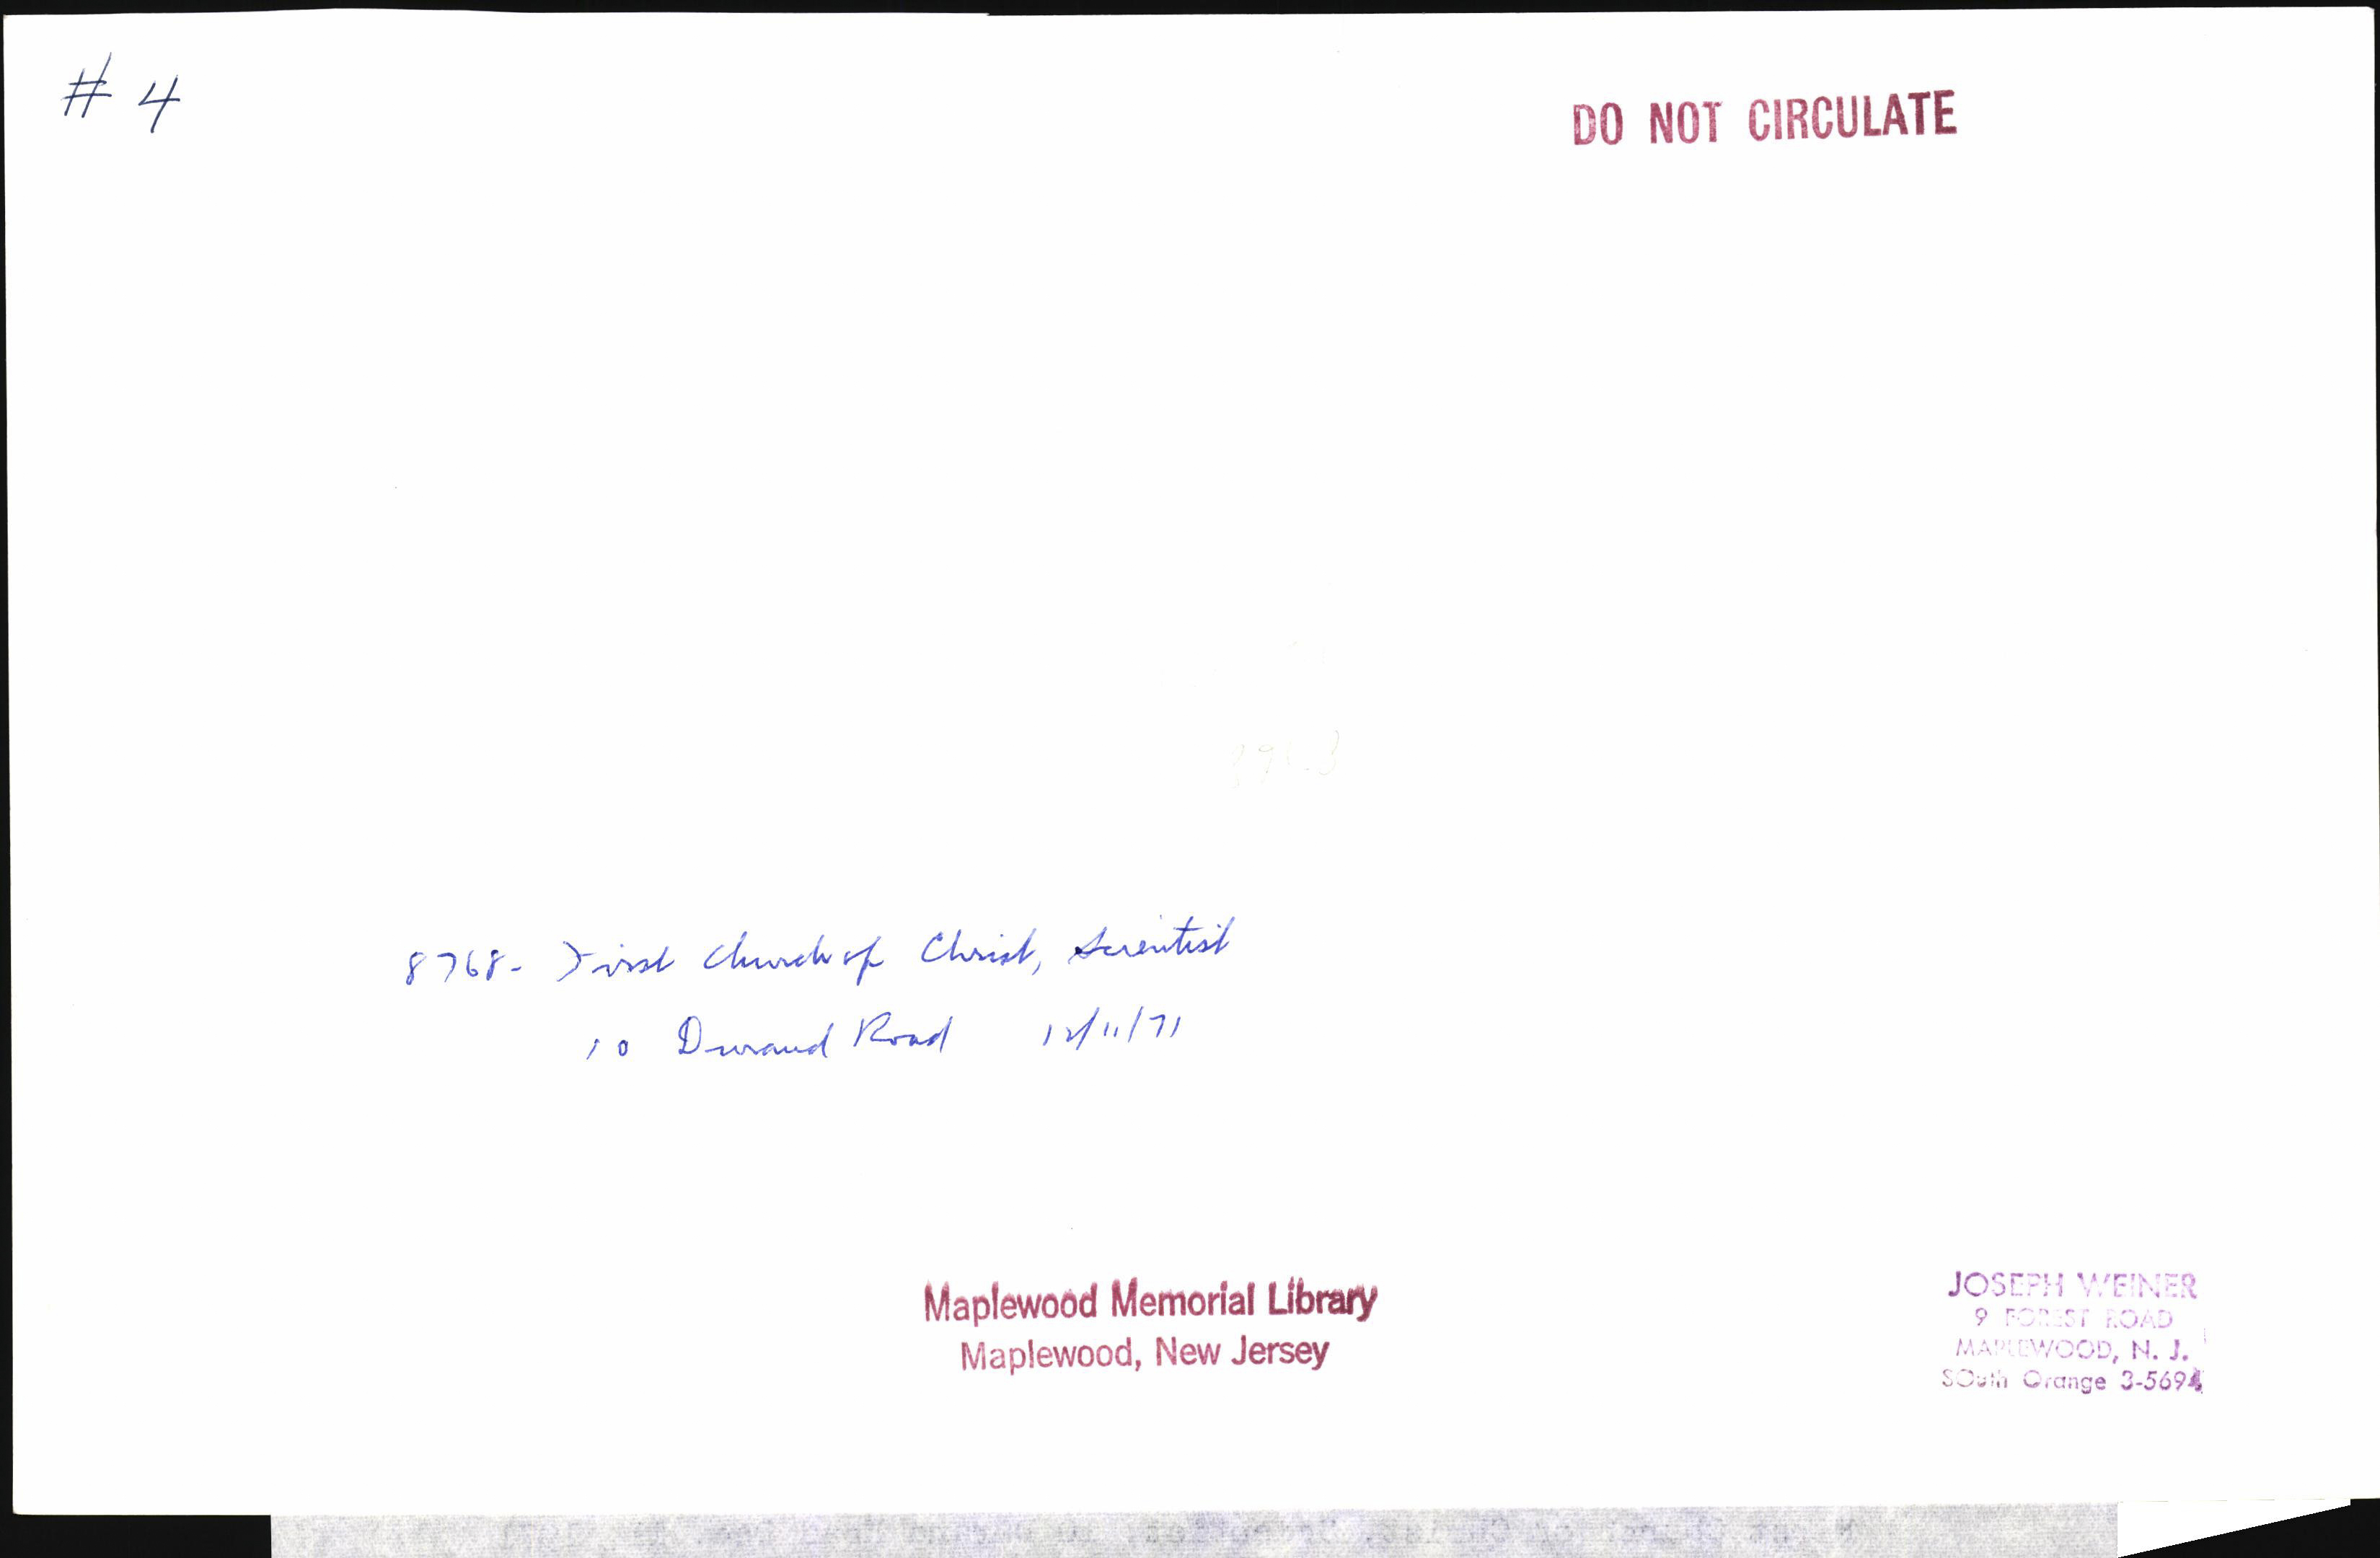 # 4
DO NOT CIRCULATE
8768- First Church of Christ, Scientist
10 Durand Road 12/11/71
Maplewood Memorial Library
Maplewood, New Jersey
JOSEPH WEINER
9 FOREST ROAD
MAPLEWOOD, N. J.
SOuth Orange 3-5694